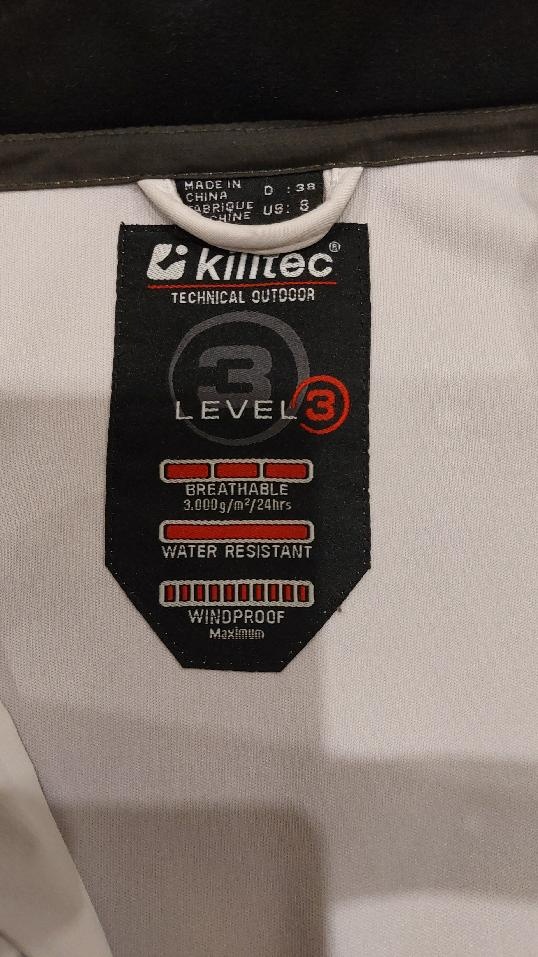 MADE IN
CHINA
FABRIQUE
CHINE
D : 38
US: 8
killtec®
TECHNICAL OUTDOOR
3
LEVEL 3
BREATHABLE
3.000g/m²/24hrs
WATER RESISTANT
WINDPROOF
Maximum